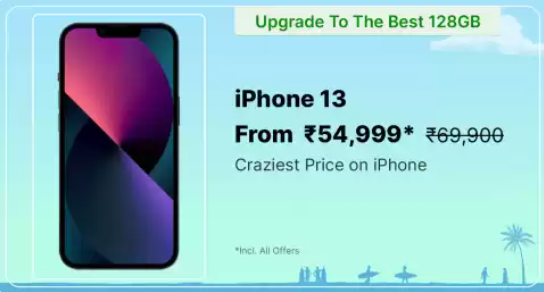 Upgrade To The Best 128GB
iPhone 13
From ₹54,999* ₹69,900
Craziest Price on iPhone
*Incl. All Offers